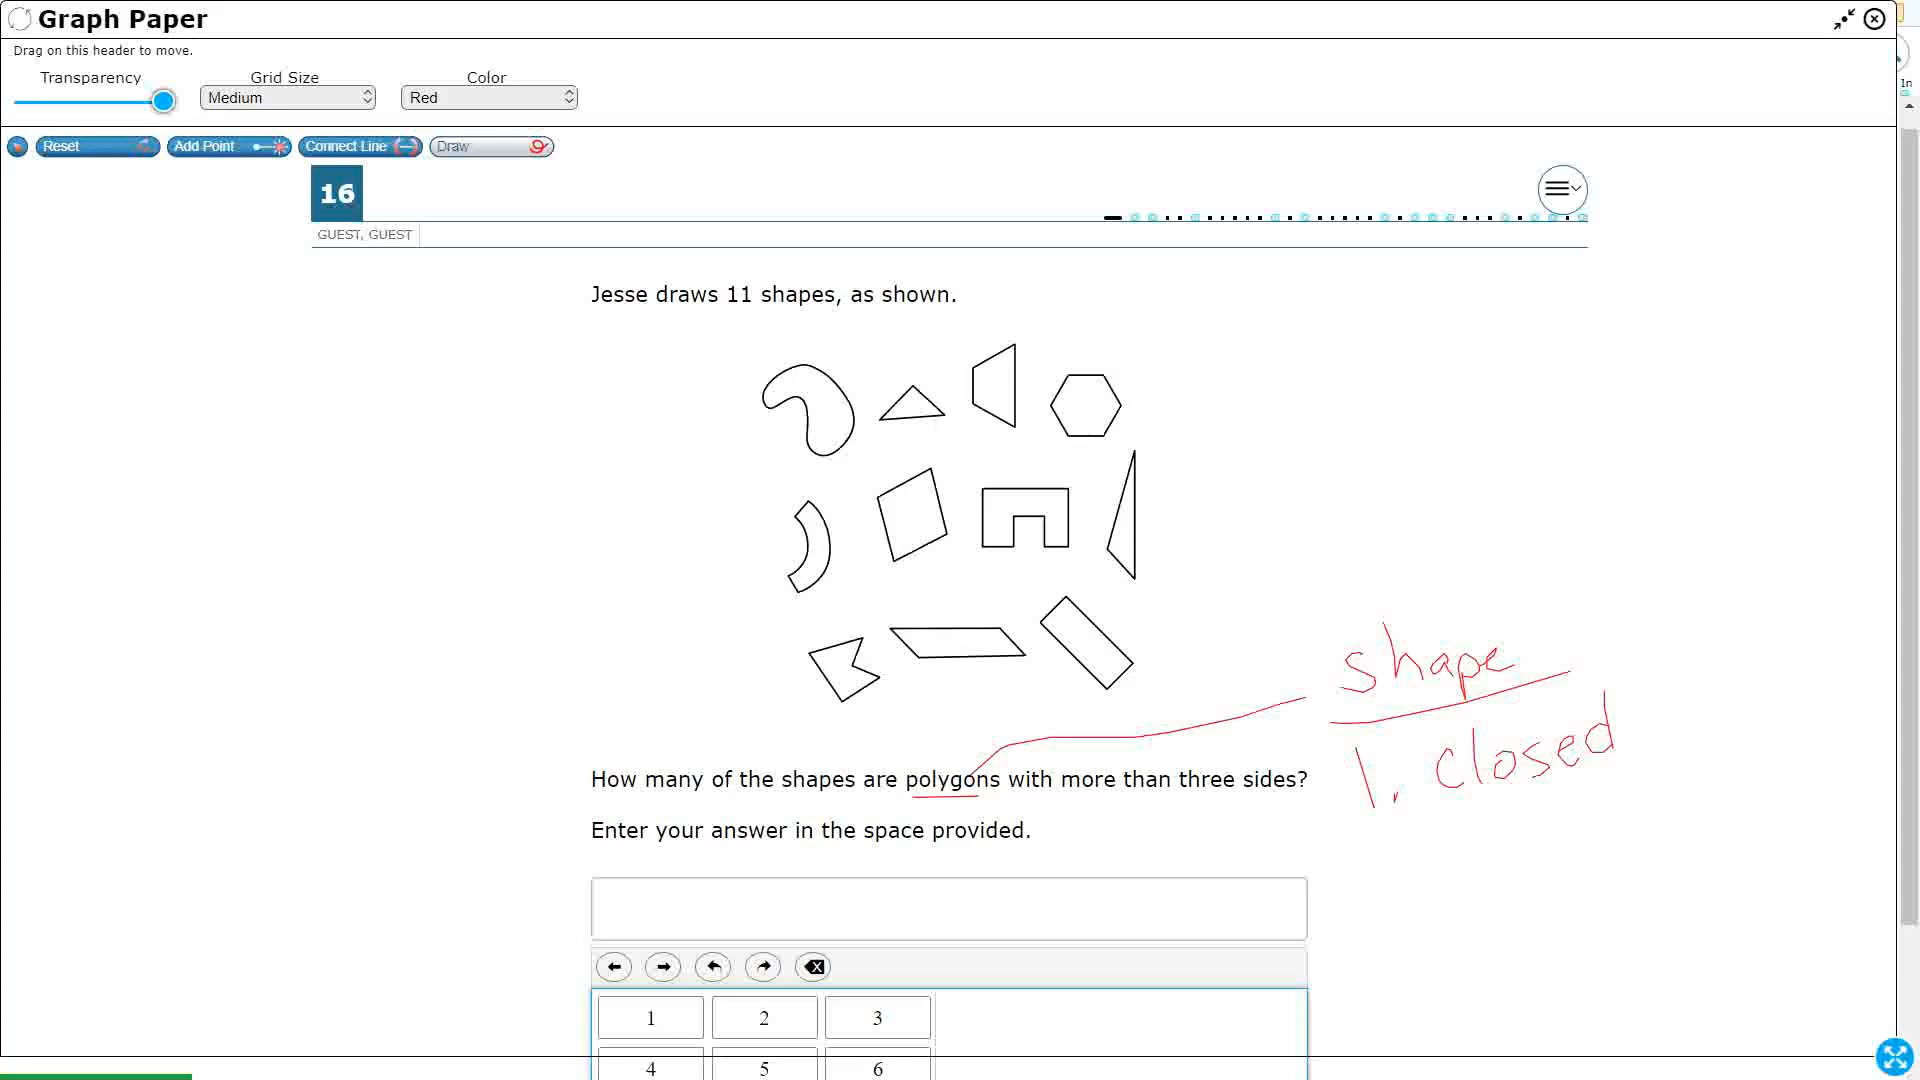 Graph Paper
Drag on this header to move.
Transparency Grid Size Color
Medium Red
Reset Add Point Connect Line Draw
1n
16
GUEST, GUEST
Jesse draws 11 shapes, as shown.
shape
1. closed
How many of the shapes are polygons with more than three sides?
Enter your answer in the space provided.
1 2 3
4 5 6